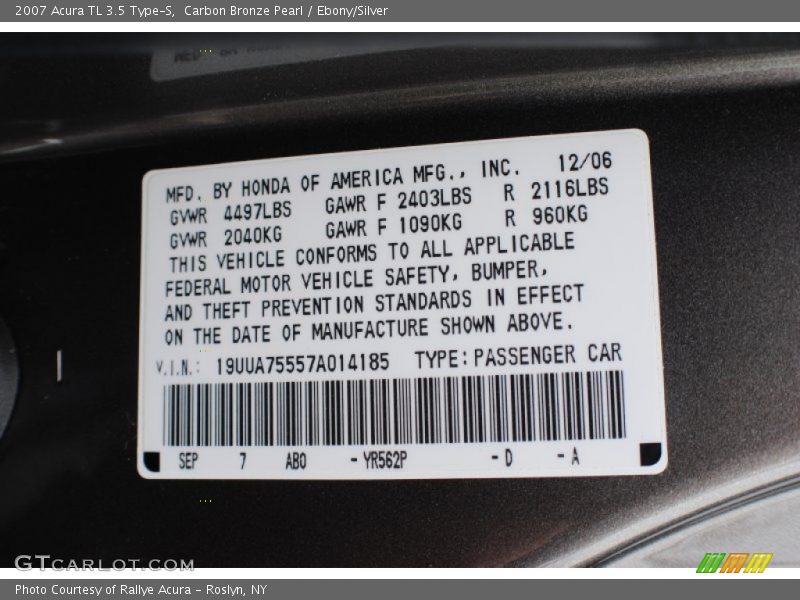 2007 Acura TL 3.5 Type-S, Carbon Bronze Pearl / Ebony/Silver
MFD. BY HONDA OF AMERICA MFG., INC. 12/06
GVWR 4497LBS GAWR F 2403LBS R 2116LBS
GVWR 2040KG GAWR F 1090KG R 960KG
THIS VEHICLE CONFORMS TO ALL APPLICABLE
FEDERAL MOTOR VEHICLE SAFETY, BUMPER,
AND THEFT PREVENTION STANDARDS IN EFFECT
ON THE DATE OF MANUFACTURE SHOWN ABOVE.
V.I.N.: 19UUA75557A014185 TYPE:PASSENGER CAR
SEP 7 AB0 -YR562P -D -A
GTCARLOT.COM
Photo Courtesy of Rallye Acura - Roslyn, NY